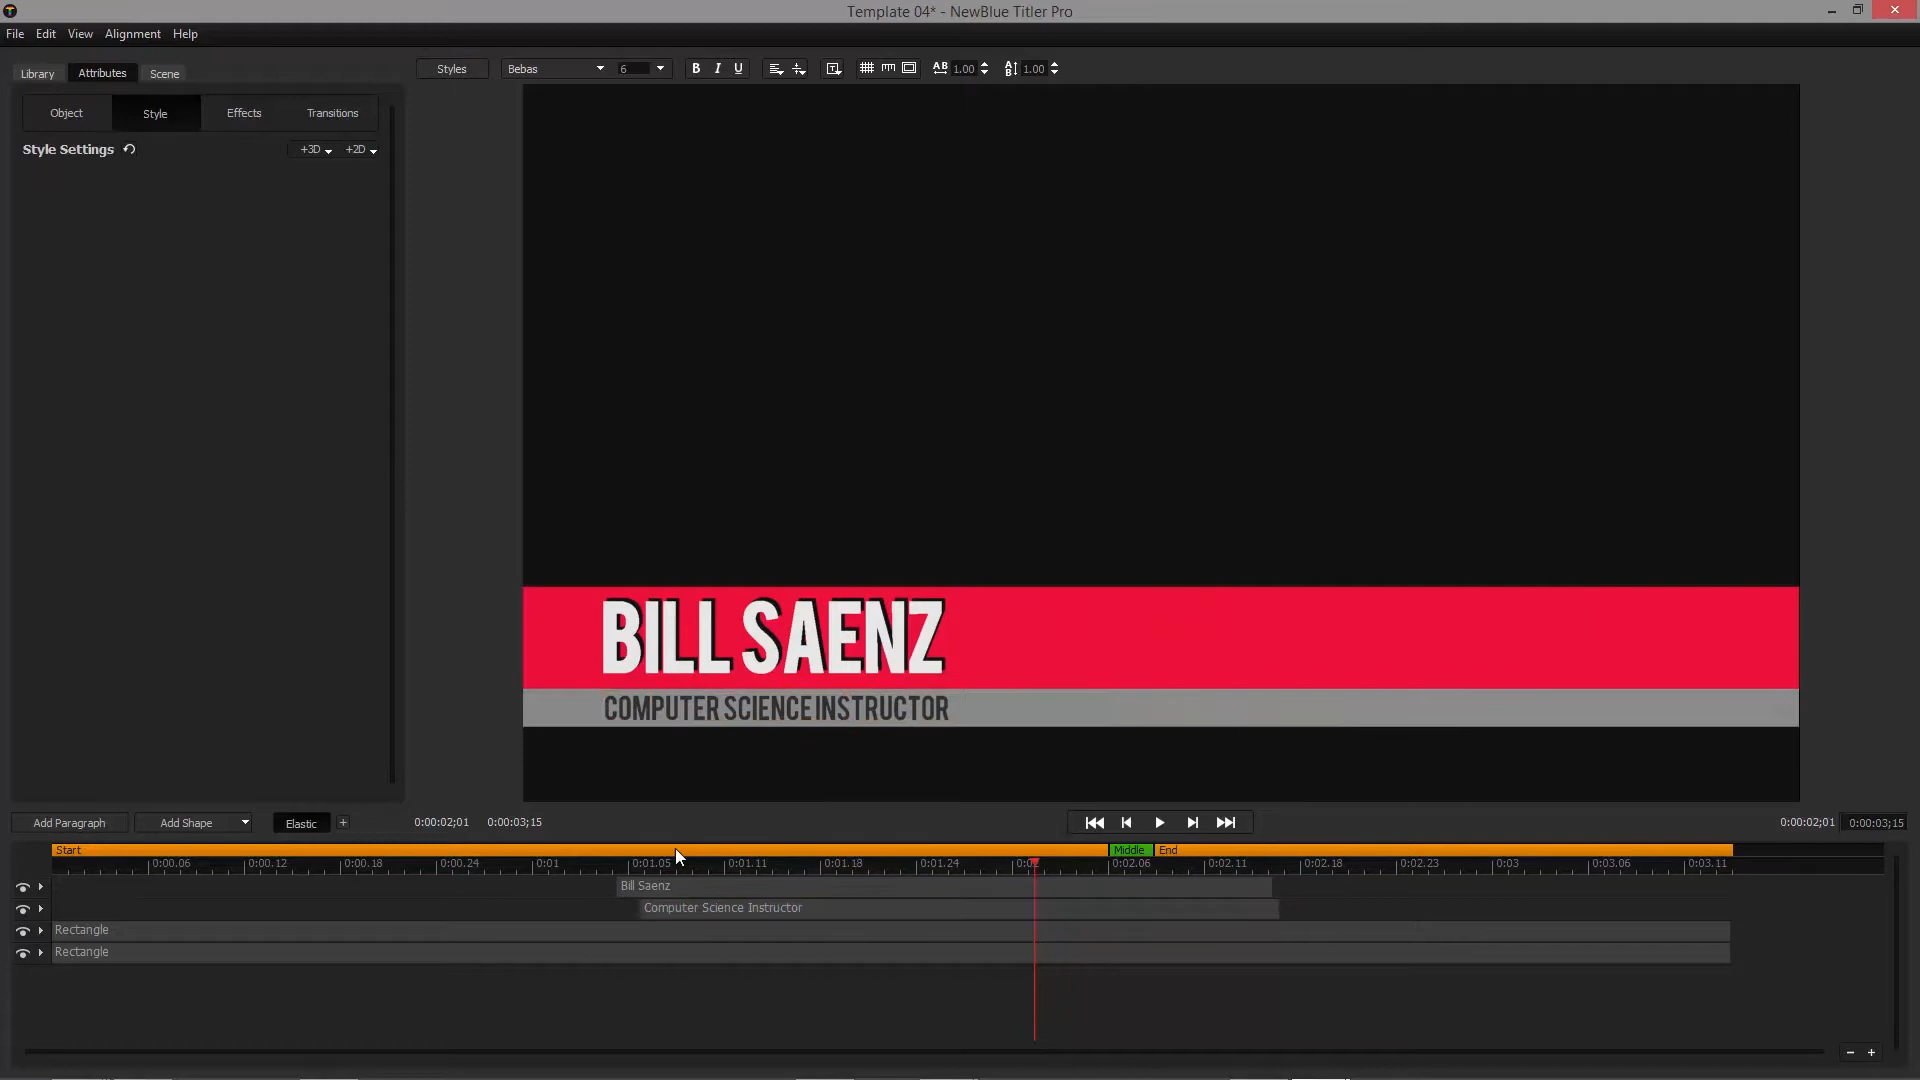 Template 04* - NewBlue Titler Pro
File Edit View Alignment Help
Library Attributes Scene
Styles Bebas 6 B I U AB 1.00 AB 1.00
Object Style Effects Transitions
Style Settings +3D +2D
BILL SAENZ
COMPUTER SCIENCE INSTRUCTOR
Add Paragraph Add Shape Elastic + 0:00:02;01 0:00:03;15 0:00:02;01 0:00:03;15
Start Middle End
0:00.06 0:00.12 0:00.18 0:00.24 0:01 0:01.05 0:01.11 0:01.18 0:01.24 0:02 0:02.06 0:02.11 0:02.18 0:02.23 0:03 0:03.06 0:03.11
Bill Saenz
Computer Science Instructor
Rectangle
Rectangle